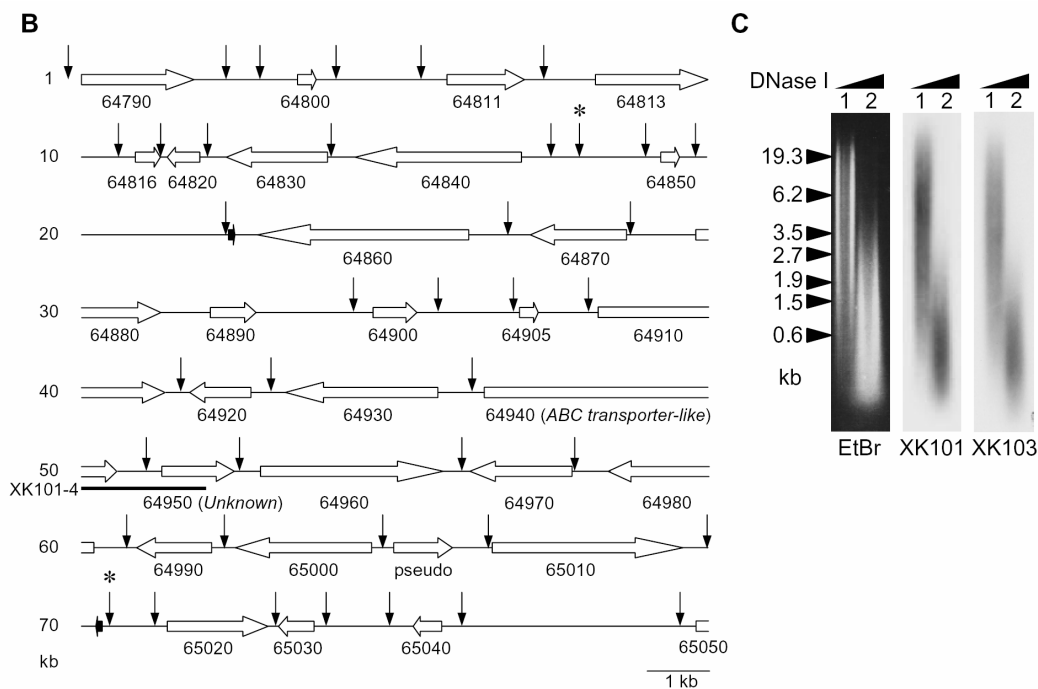 B
1
64790 64800 64811 64813
*
10
64816 64820 64830 64840 64850
20
64860 64870
30
64880 64890 64900 64905 64910
40
64920 64930 64940 (ABC transporter-like)
50
XK101-4
64950 (Unknown) 64960 64970 64980
60
64990 65000 pseudo 65010
*
70
65020 65030 65040 65050
kb
1 kb
C
DNase I
1 2 1 2 1 2
19.3
6.2
3.5
2.7
1.9
1.5
0.6
kb
EtBr XK101 XK103